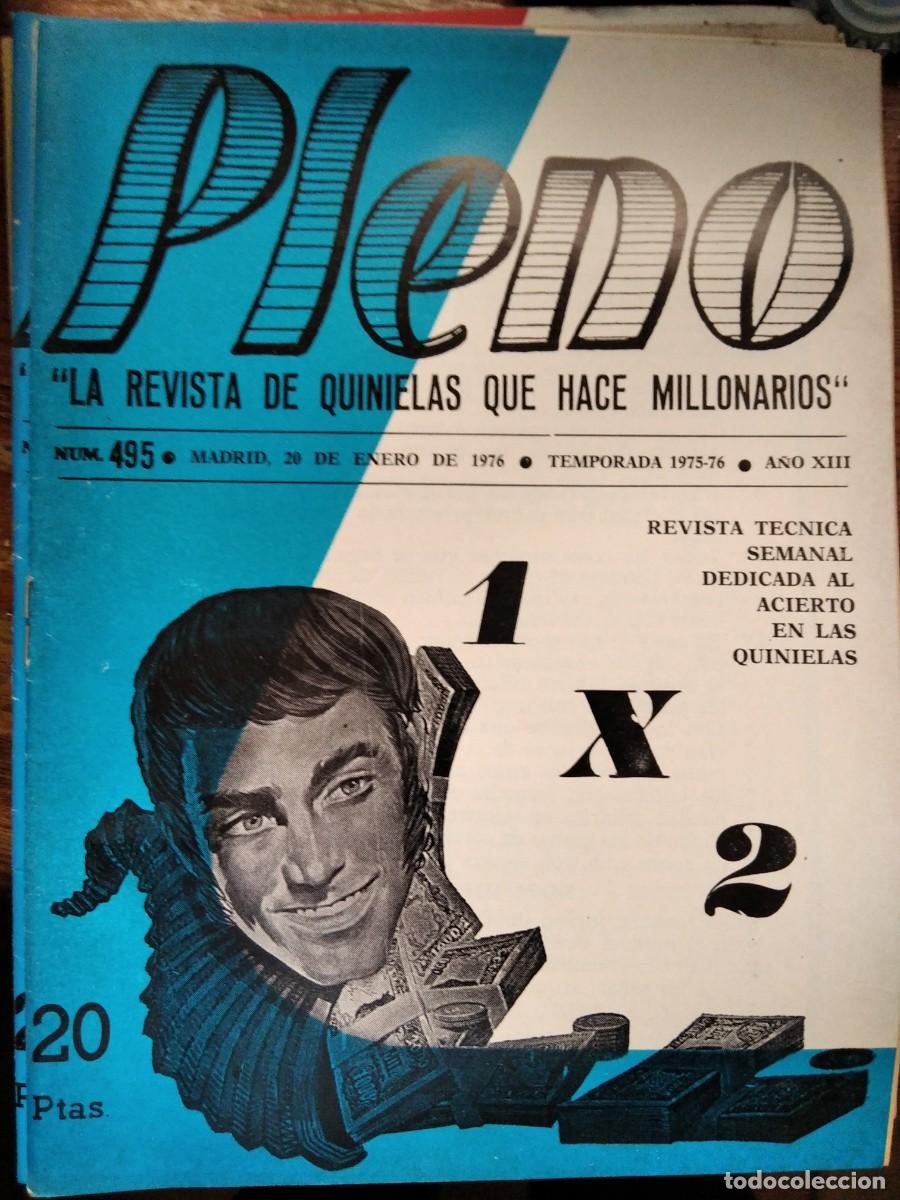 Pleno
"LA REVISTA DE QUINIELAS QUE HACE MILLONARIOS"
NUM. 495 • MADRID, 20 DE ENERO DE 1976 • TEMPORADA 1975-76 • AÑO XIII
REVISTA TECNICA
SEMANAL
DEDICADA AL
ACIERTO
EN LAS
QUINIELAS
1
X
2
20
Ptas.
todocoleccion